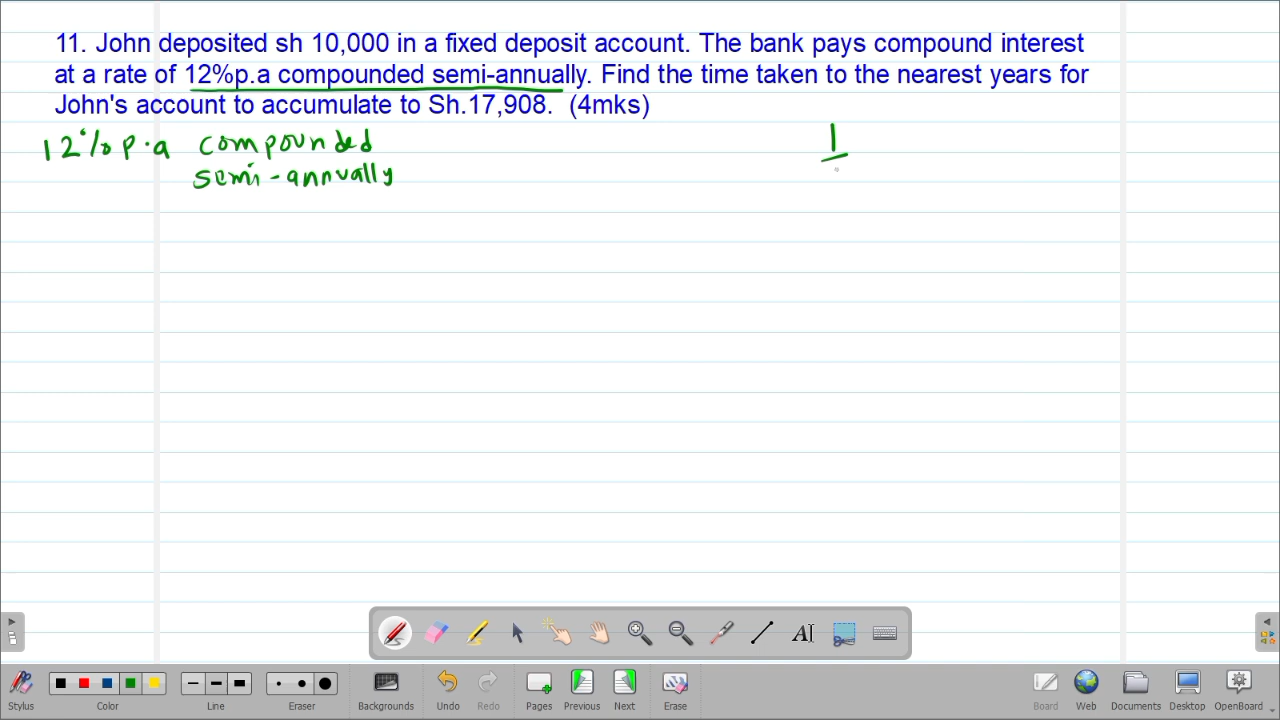 11. John deposited sh 10,000 in a fixed deposit account. The bank pays compound interest
at a rate of 12%p.a compounded semi-annually. Find the time taken to the nearest years for
John's account to accumulate to Sh.17,908. (4mks)
12% p.a compounded
semi-annually
1
Stylus Color Line Eraser Backgrounds Undo Redo Pages Previous Next Erase Board Web Documents Desktop OpenBoard